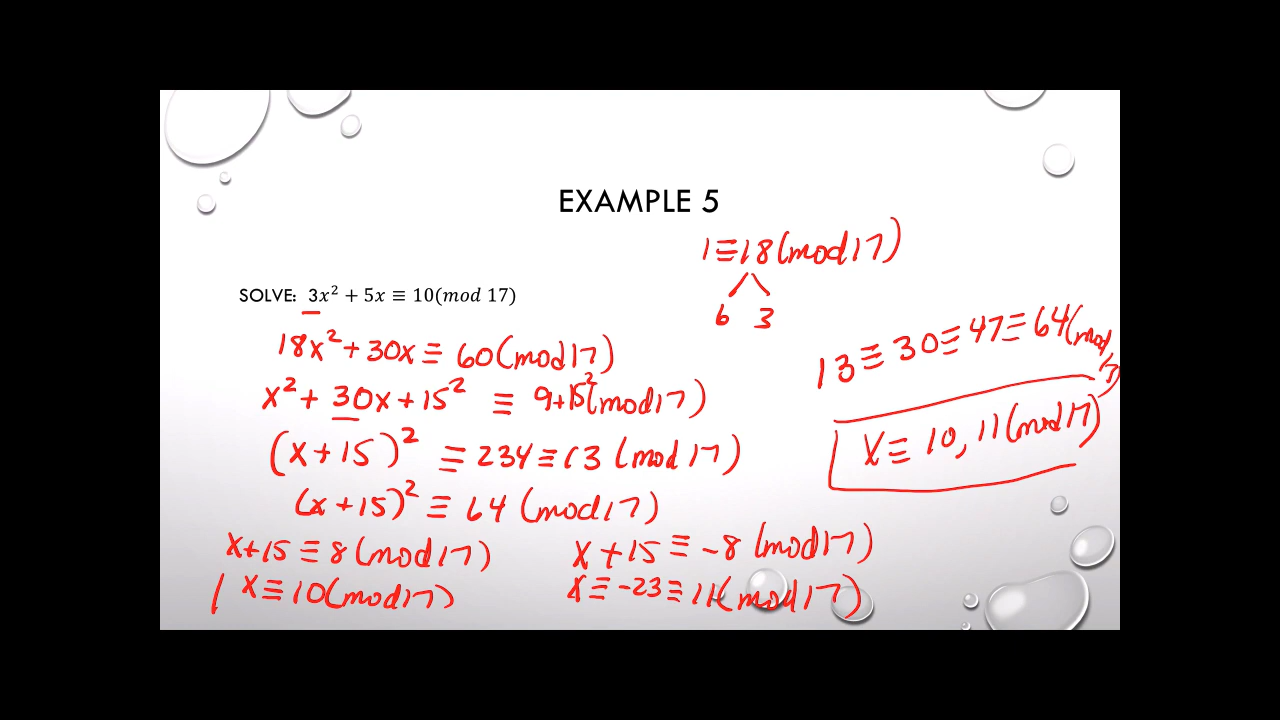 EXAMPLE 5
1≡18(mod17)
6 3
SOLVE: 3x² + 5x ≡ 10(mod 17)
13≡30≡47≡64(mod17)
18x²+30x≡60(mod17)
x²+30x+15² ≡ 9+15²(mod17)
(x+15)² ≡234≡13 (mod17)
x≡10,11(mod17)
(x+15)²≡64 (mod17)
x+15≡8(mod17)
x+15≡-8(mod17)
x≡10(mod17)
x≡-23≡11(mod17)